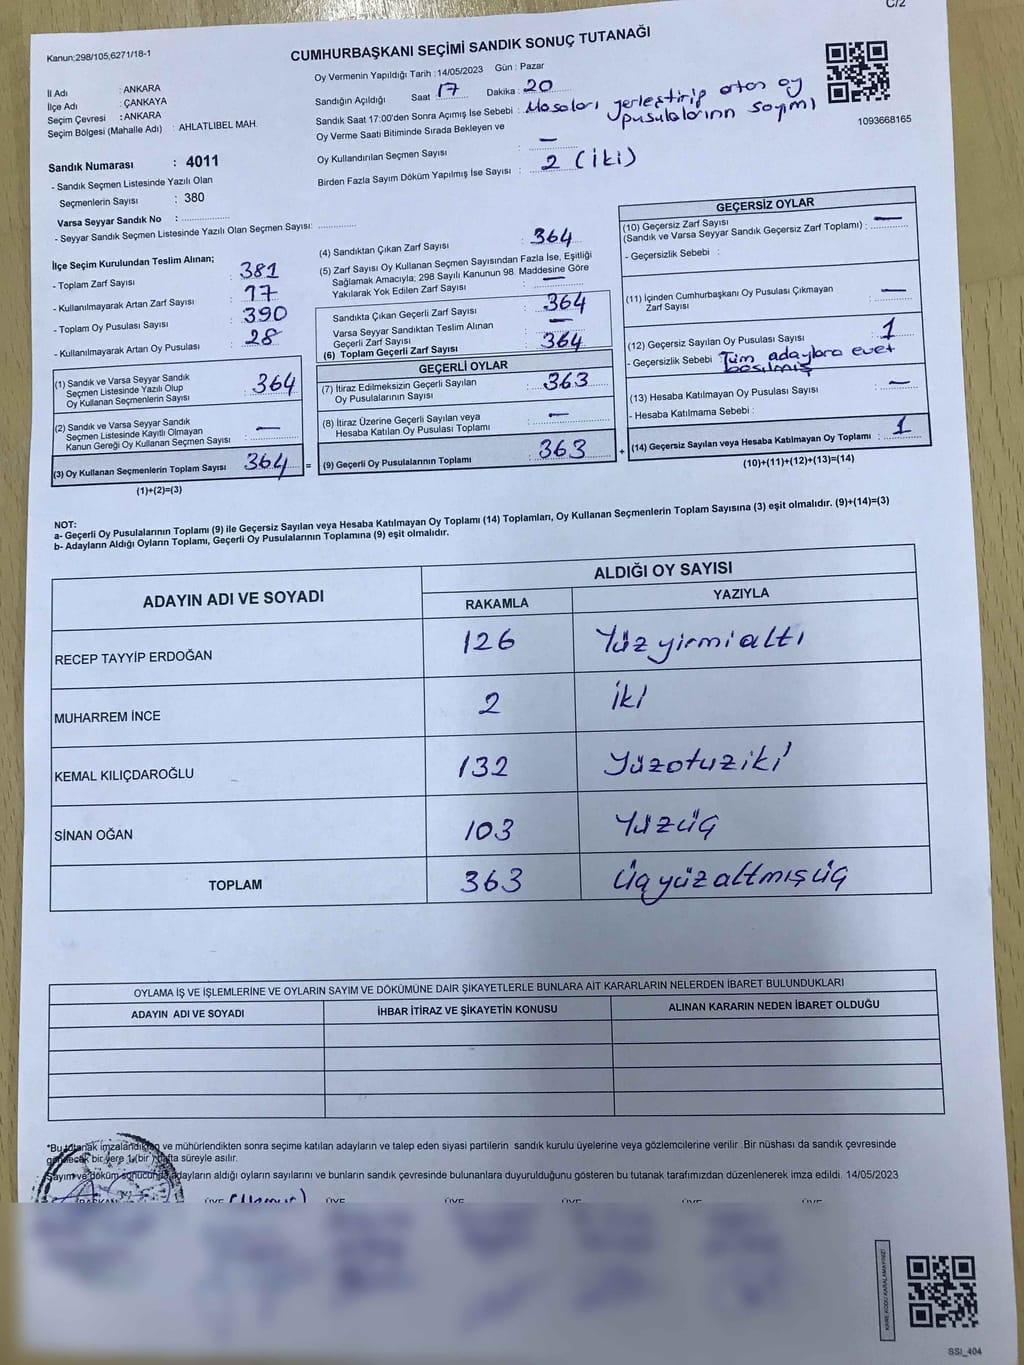 C/2
Kanun;298/105;6271/18-1
CUMHURBAŞKANI SEÇİMİ SANDIK SONUÇ TUTANAĞI
İl Adı : ANKARA
İlçe Adı : ÇANKAYA
Seçim Çevresi : ANKARA
Seçim Bölgesi (Mahalle Adı) : AHLATLIBEL MAH.
Oy Vermenin Yapıldığı Tarih : 14/05/2023 Gün : Pazar
Sandığın Açıldığı Saat 17 Dakika : 20
Sandık Saat 17:00'den Sonra Açımış İse Sebebi : Masaları yerleştirip artan oy
pusulalarının sayımı
Oy Verme Saati Bitiminde Sırada Bekleyen ve
Oy Kullandırılan Seçmen Sayısı : —
Birden Fazla Sayım Döküm Yapılmış İse Sayısı : 2 (iki)
1093668165
Sandık Numarası : 4011
- Sandık Seçmen Listesinde Yazılı Olan
Seçmenlerin Sayısı : 380
Varsa Seyyar Sandık No :
- Seyyar Sandık Seçmen Listesinde Yazılı Olan Seçmen Sayısı:
İlçe Seçim Kurulundan Teslim Alınan;
- Toplam Zarf Sayısı : 381
- Kullanılmayarak Artan Zarf Sayısı : 17
- Toplam Oy Pusulası Sayısı : 390
- Kullanılmayarak Artan Oy Pusulası : 28
(1) Sandık ve Varsa Seyyar Sandık
Seçmen Listesinde Yazılı Olup
Oy Kullanan Seçmenlerin Sayısı : 364
(2) Sandık ve Varsa Seyyar Sandık
Seçmen Listesinde Kayıtlı Olmayan
Kanun Gereği Oy Kullanan Seçmen Sayısı : —
(3) Oy Kullanan Seçmenlerin Toplam Sayısı 364 =
(1)+(2)=(3)
(4) Sandıktan Çıkan Zarf Sayısı : 364
(5) Zarf Sayısı Oy Kullanan Seçmen Sayısından Fazla İse, Eşitliği
Sağlamak Amacıyla; 298 Sayılı Kanunun 98. Maddesine Göre
Yakılarak Yok Edilen Zarf Sayısı : —
Sandıkta Çıkan Geçerli Zarf Sayısı : 364
Varsa Seyyar Sandıktan Teslim Alınan
Geçerli Zarf Sayısı : —
(6) Toplam Geçerli Zarf Sayısı : 364
GEÇERLİ OYLAR
(7) İtiraz Edilmeksizin Geçerli Sayılan
Oy Pusulalarının Sayısı : 363
(8) İtiraz Üzerine Geçerli Sayılan veya
Hesaba Katılan Oy Pusulası Toplamı : —
(9) Geçerli Oy Pusulalarının Toplamı : 363 +
GEÇERSİZ OYLAR
(10) Geçersiz Zarf Sayısı
(Sandık ve Varsa Seyyar Sandık Geçersiz Zarf Toplamı) : —
- Geçersizlik Sebebi :
(11) İçinden Cumhurbaşkanı Oy Pusulası Çıkmayan
Zarf Sayısı : —
(12) Geçersiz Sayılan Oy Pusulası Sayısı : 1
- Geçersizlik Sebebi : Tüm adaylara evet
basılmış
(13) Hesaba Katılmayan Oy Pusulası Sayısı : —
- Hesaba Katılmama Sebebi :
(14) Geçersiz Sayılan veya Hesaba Katılmayan Oy Toplamı : 1
(10)+(11)+(12)+(13)=(14)
NOT:
a- Geçerli Oy Pusulalarının Toplamı (9) ile Geçersiz Sayılan veya Hesaba Katılmayan Oy Toplamı (14) Toplamları, Oy Kullanan Seçmenlerin Toplam Sayısına (3) eşit olmalıdır. (9)+(14)=(3)
b- Adayların Aldığı Oyların Toplamı, Geçerli Oy Pusulalarının Toplamına (9) eşit olmalıdır.
ADAYIN ADI VE SOYADI ALDIĞI OY SAYISI
RAKAMLA YAZIYLA
RECEP TAYYİP ERDOĞAN 126 Yüz yirmialtı
MUHARREM İNCE 2 iki
KEMAL KILIÇDAROĞLU 132 Yüzotuziki
SİNAN OĞAN 103 Yüzüç
TOPLAM 363 Üçyüzaltmışüç
OYLAMA İŞ VE İŞLEMLERİNE VE OYLARIN SAYIM VE DÖKÜMÜNE DAİR ŞİKAYETLERLE BUNLARA AİT KARARLARIN NELERDEN İBARET BULUNDUKLARI
ADAYIN ADI VE SOYADI İHBAR İTİRAZ VE ŞİKAYETİN KONUSU ALINAN KARARIN NEDEN İBARET OLDUĞU
*Bu tutanak imzalandıktan ve mühürlendikten sonra seçime katılan adayların ve talep eden siyasi partilerin sandık kurulu üyelerine veya gözlemcilerine verilir .Bir nüshası da sandık çevresinde
görülecek bir yere 1.(bir ) hafta süreyle asılır.
Sayım ve döküm sonucunda adayların aldığı oyların sayılarını ve bunların sandık çevresinde bulunanlara duyurulduğunu gösteren bu tutanak tarafımızdan düzenlenerek imza edildi. 14/05/2023
BAŞKAN ÜYE (Memur) ÜYE ÜYE ÜYE ÜYE ÜYE
KARE KODU KARALAMAYINIZ!
SSI_404